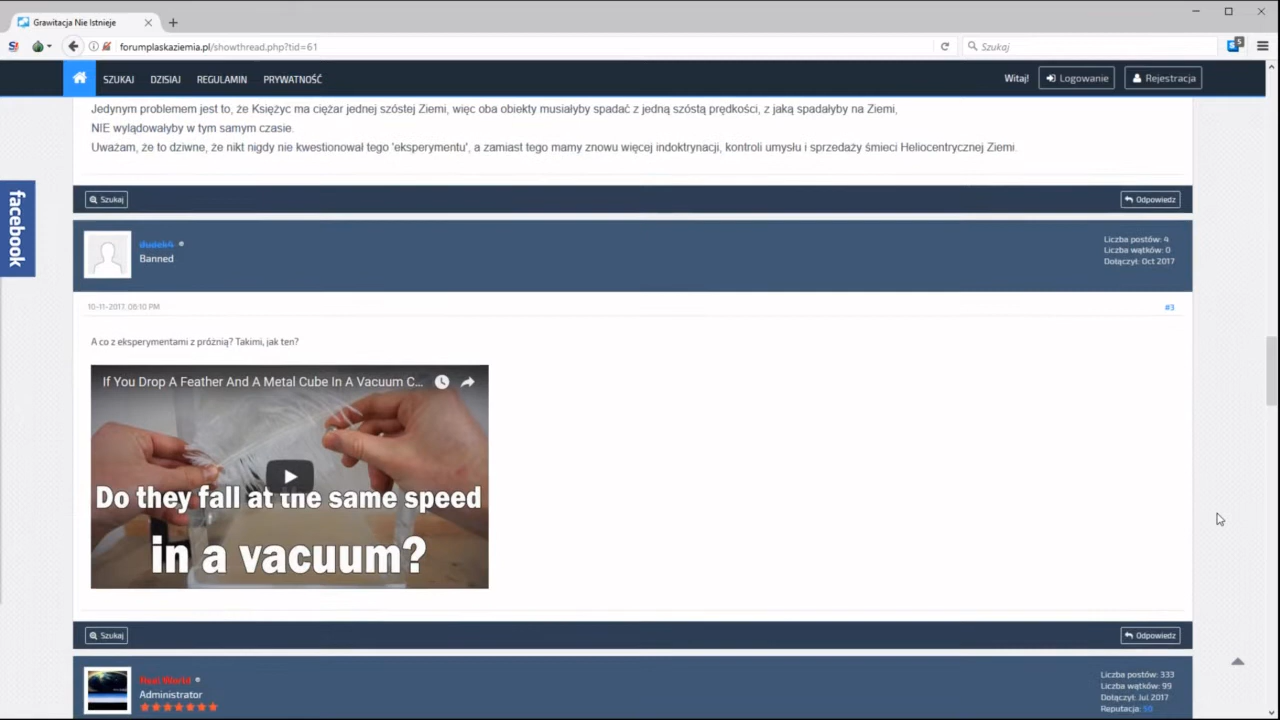 Grawitacja Nie Istnieje
forumplaskaziemia.pl/showthread.php?tid=61
Szukaj
5
SZUKAJ DZISIAJ REGULAMIN PRYWATNOŚĆ Witaj! Logowanie Rejestracja
Jedynym problemem jest to, że Księżyc ma ciężar jednej szóstej Ziemi, więc oba obiekty musiałyby spadać z jedną szóstą prędkości, z jaką spadałyby na Ziemi,
NIE wylądowałyby w tym samym czasie.
Uważam, że to dziwne, że nikt nigdy nie kwestionował tego 'eksperymentu', a zamiast tego mamy znowu więcej indoktrynacji, kontroli umysłu i sprzedaży śmieci Heliocentrycznej Ziemi.
facebook
Szukaj Odpowiedz
dudek4
Banned
Liczba postów: 4
Liczba wątków: 0
Dołączył: Oct 2017
10-11-2017, 06:10 PM #3
A co z eksperymentami z próżnią? Takimi, jak ten?
If You Drop A Feather And A Metal Cube In A Vacuum C...
Do they fall at the same speed
in a vacuum?
Szukaj Odpowiedz
Real World
Administrator
Liczba postów: 333
Liczba wątków: 99
Dołączył: Jul 2017
Reputacja: 50